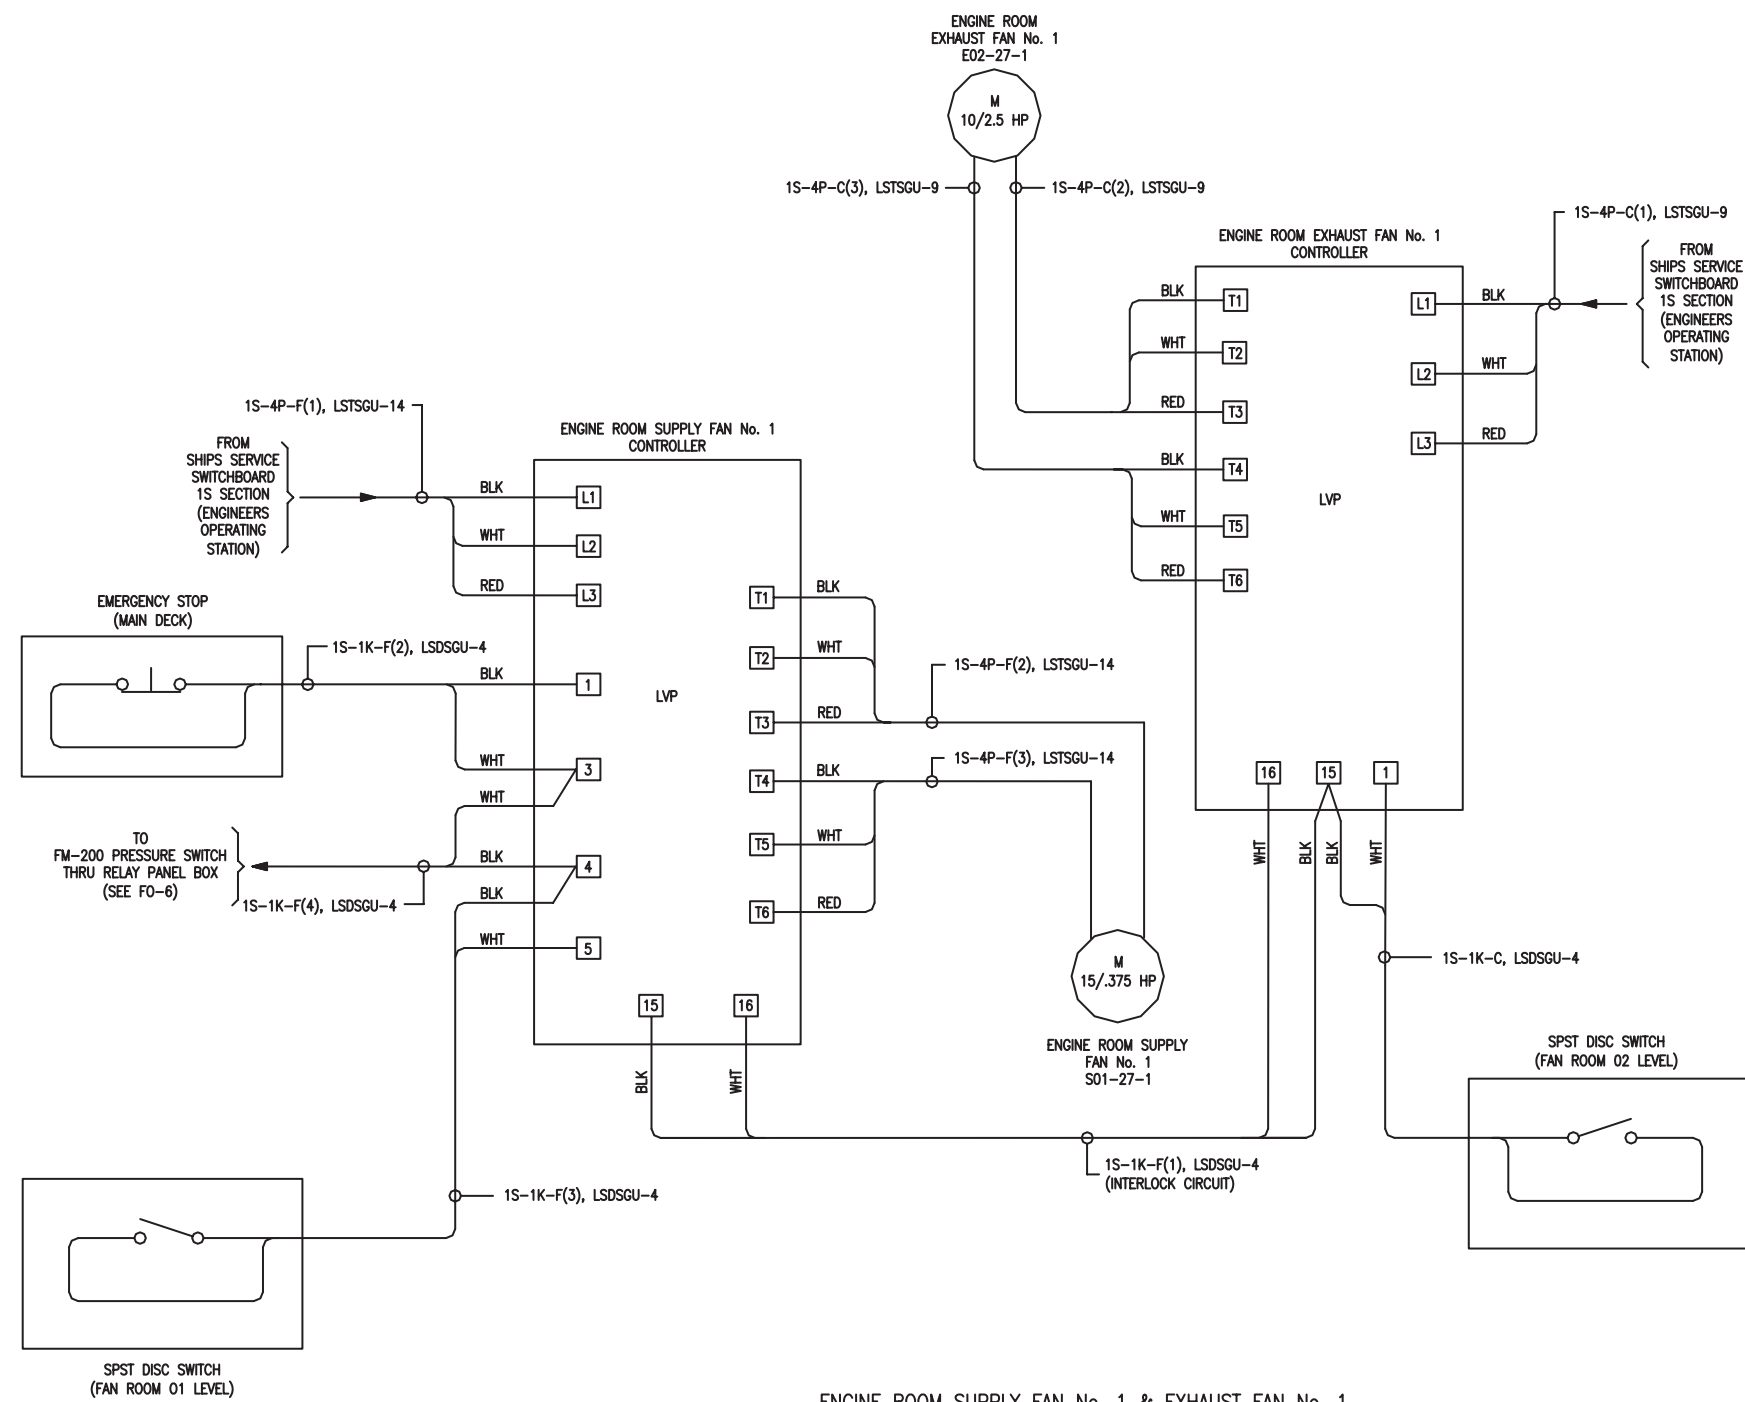 ENGINE ROOM
EXHAUST FAN No. 1
E02-27-1
M
10/2.5 HP
1S-4P-C(3), LSTSGU-9
1S-4P-C(2), LSTSGU-9
1S-4P-C(1), LSTSGU-9
ENGINE ROOM EXHAUST FAN No. 1
CONTROLLER
FROM
SHIPS SERVICE
SWITCHBOARD
1S SECTION
(ENGINEERS
OPERATING
STATION)
BLK
T1
WHT
T2
RED
T3
BLK
T4
WHT
T5
RED
T6
L1
BLK
L2
WHT
L3
RED
LVP
16
15
1
WHT
BLK
BLK
WHT
1S-4P-F(1), LSTSGU-14
FROM
SHIPS SERVICE
SWITCHBOARD
1S SECTION
(ENGINEERS
OPERATING
STATION)
ENGINE ROOM SUPPLY FAN No. 1
CONTROLLER
BLK
L1
WHT
L2
RED
L3
EMERGENCY STOP
(MAIN DECK)
1S-1K-F(2), LSDSGU-4
BLK
1
WHT
3
WHT
BLK
4
BLK
WHT
5
LVP
TO
FM-200 PRESSURE SWITCH
THRU RELAY PANEL BOX
(SEE FO-6)
1S-1K-F(4), LSDSGU-4
T1
BLK
T2
WHT
T3
RED
T4
BLK
T5
WHT
T6
RED
1S-4P-F(2), LSTSGU-14
1S-4P-F(3), LSTSGU-14
15
16
BLK
WHT
M
15/.375 HP
ENGINE ROOM SUPPLY
FAN No. 1
S01-27-1
1S-1K-C, LSDSGU-4
SPST DISC SWITCH
(FAN ROOM 02 LEVEL)
1S-1K-F(1), LSDSGU-4
(INTERLOCK CIRCUIT)
1S-1K-F(3), LSDSGU-4
SPST DISC SWITCH
(FAN ROOM 01 LEVEL)
ENGINE ROOM SUPPLY FAN No. 1 & EXHAUST FAN No. 1